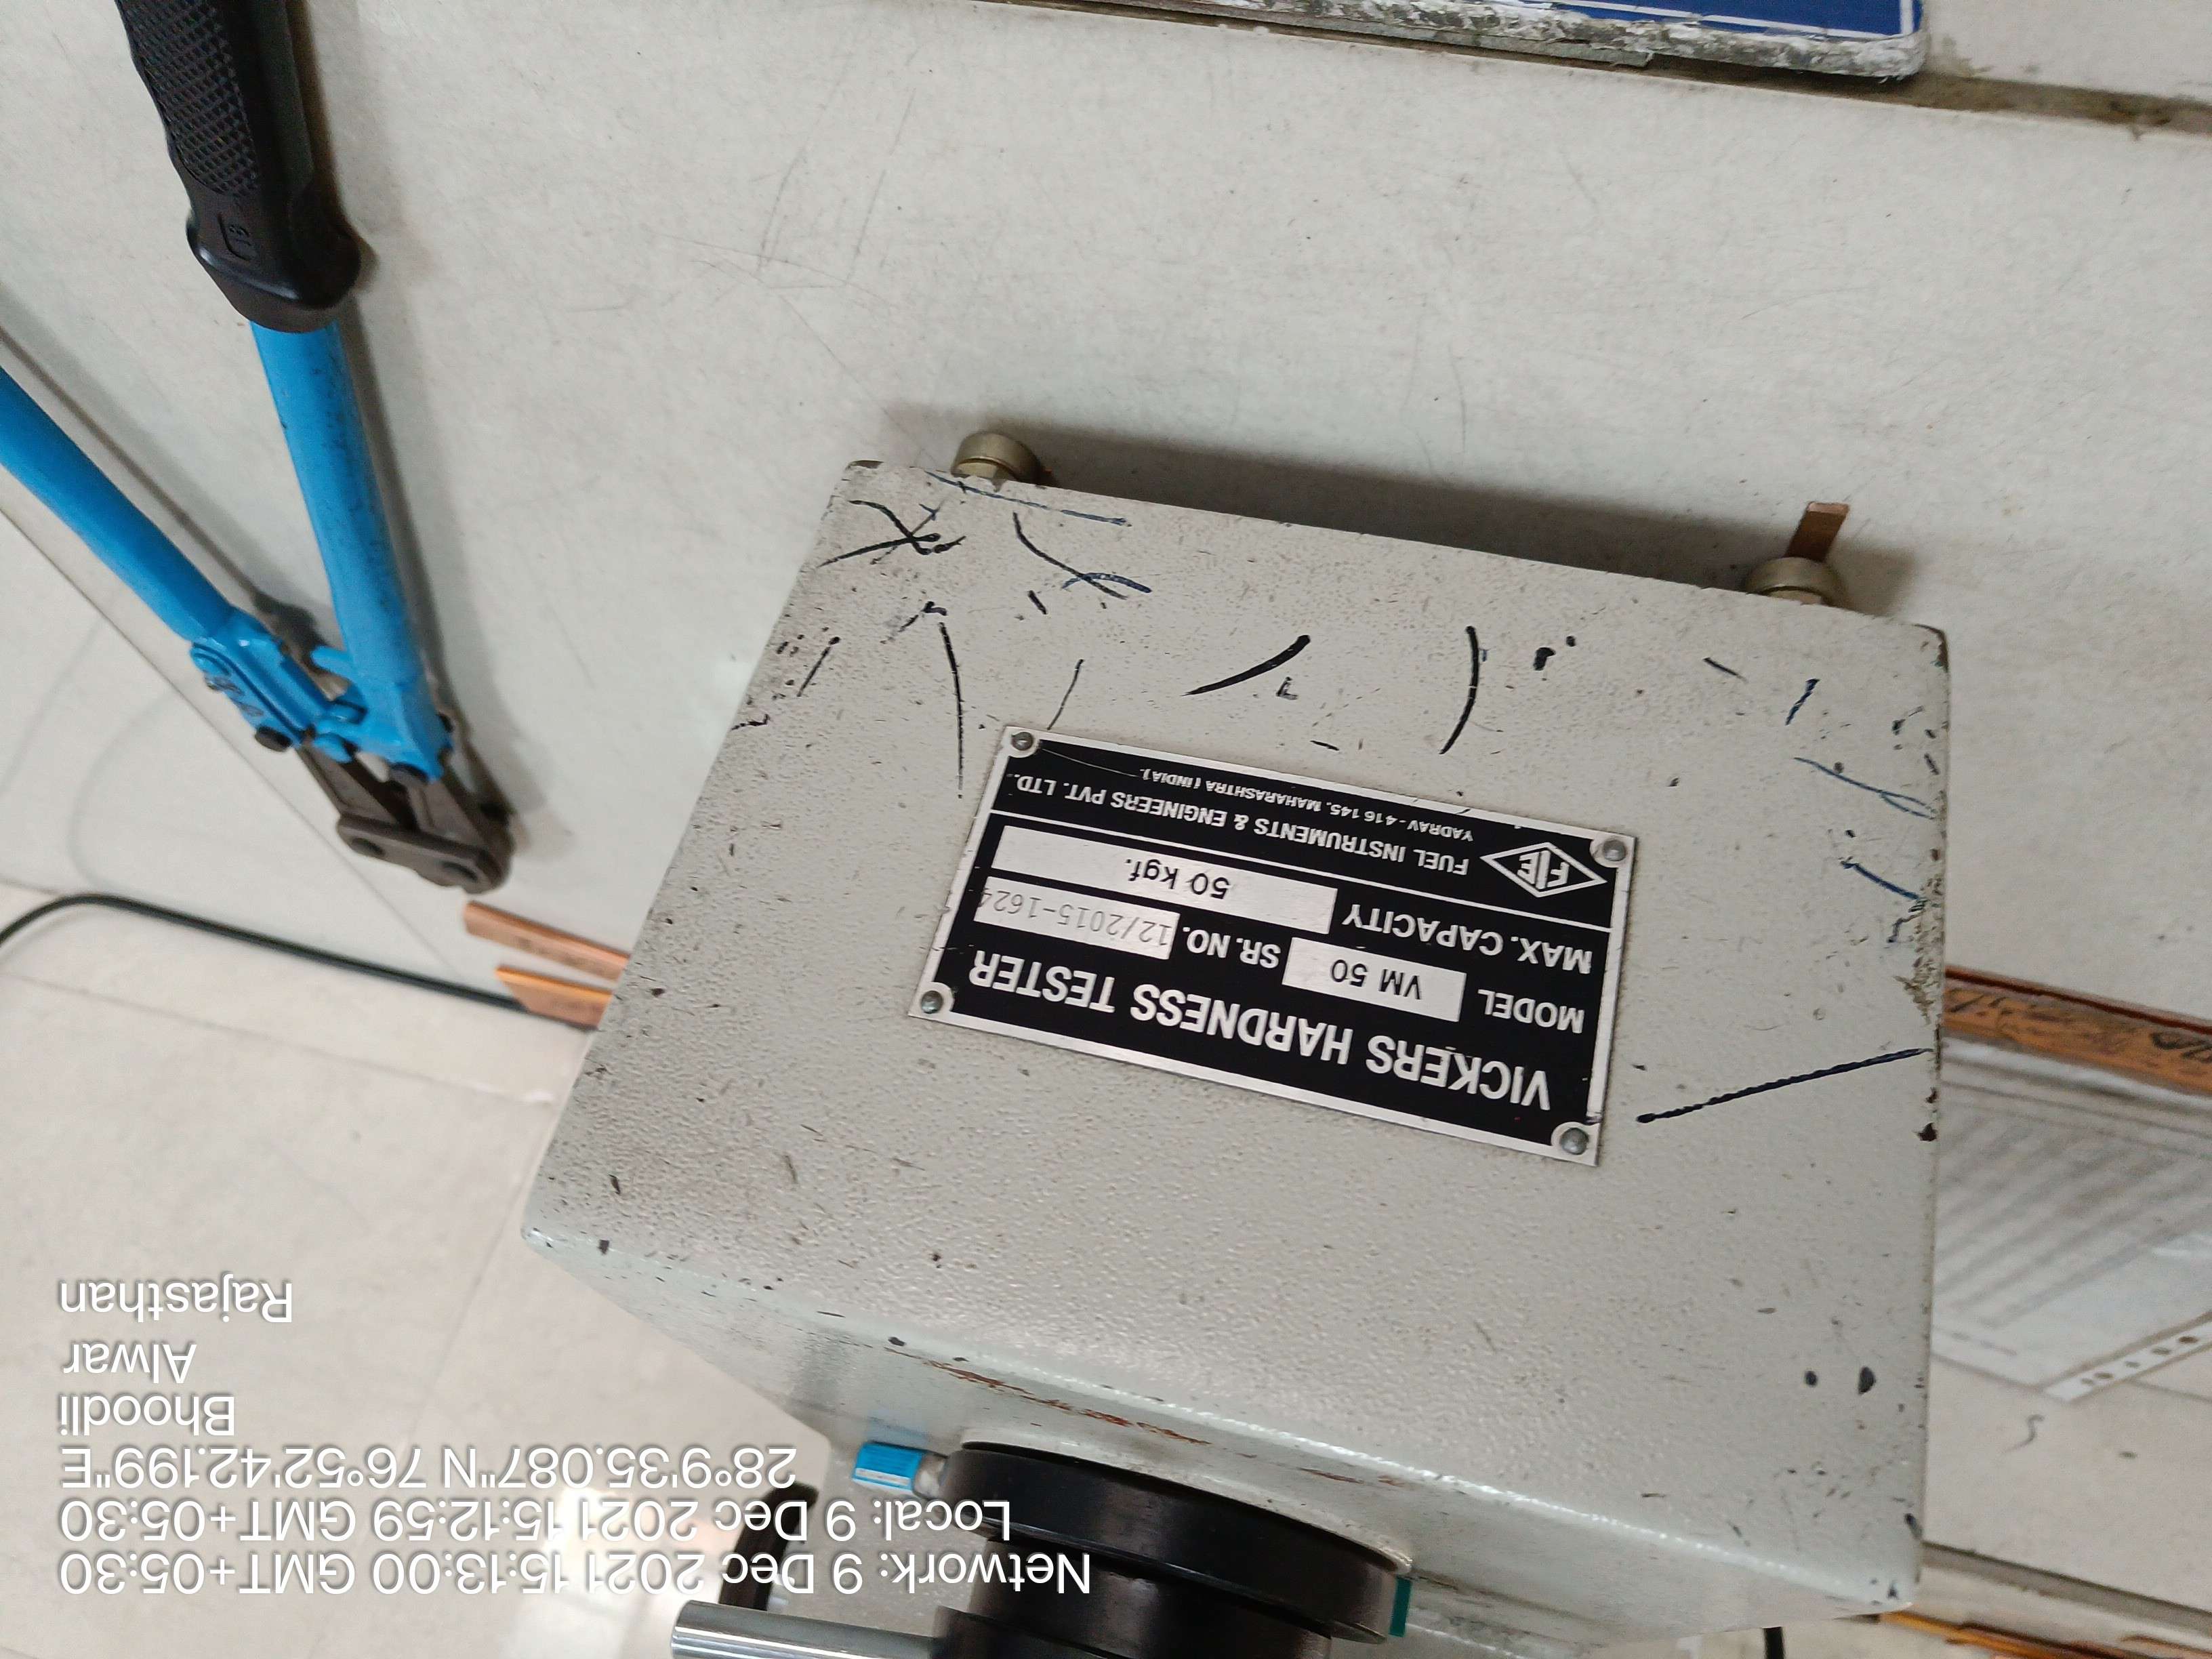 VICKERS HARDNESS TESTER
MODEL VM 50 SR. NO. 12/2015-162
MAX. CAPACITY 50 kgf.
FIE FUEL INSTRUMENTS & ENGINEERS PVT. LTD.
YADRAV - 416 145, MAHARASHTRA (INDIA).
Network: 9 Dec 2021 15:13:00 GMT+05:30
Local: 9 Dec 2021 15:12:59 GMT+05:30
28°9'35.087"N 76°52'42.199"E
Bhoodli
Alwar
Rajasthan